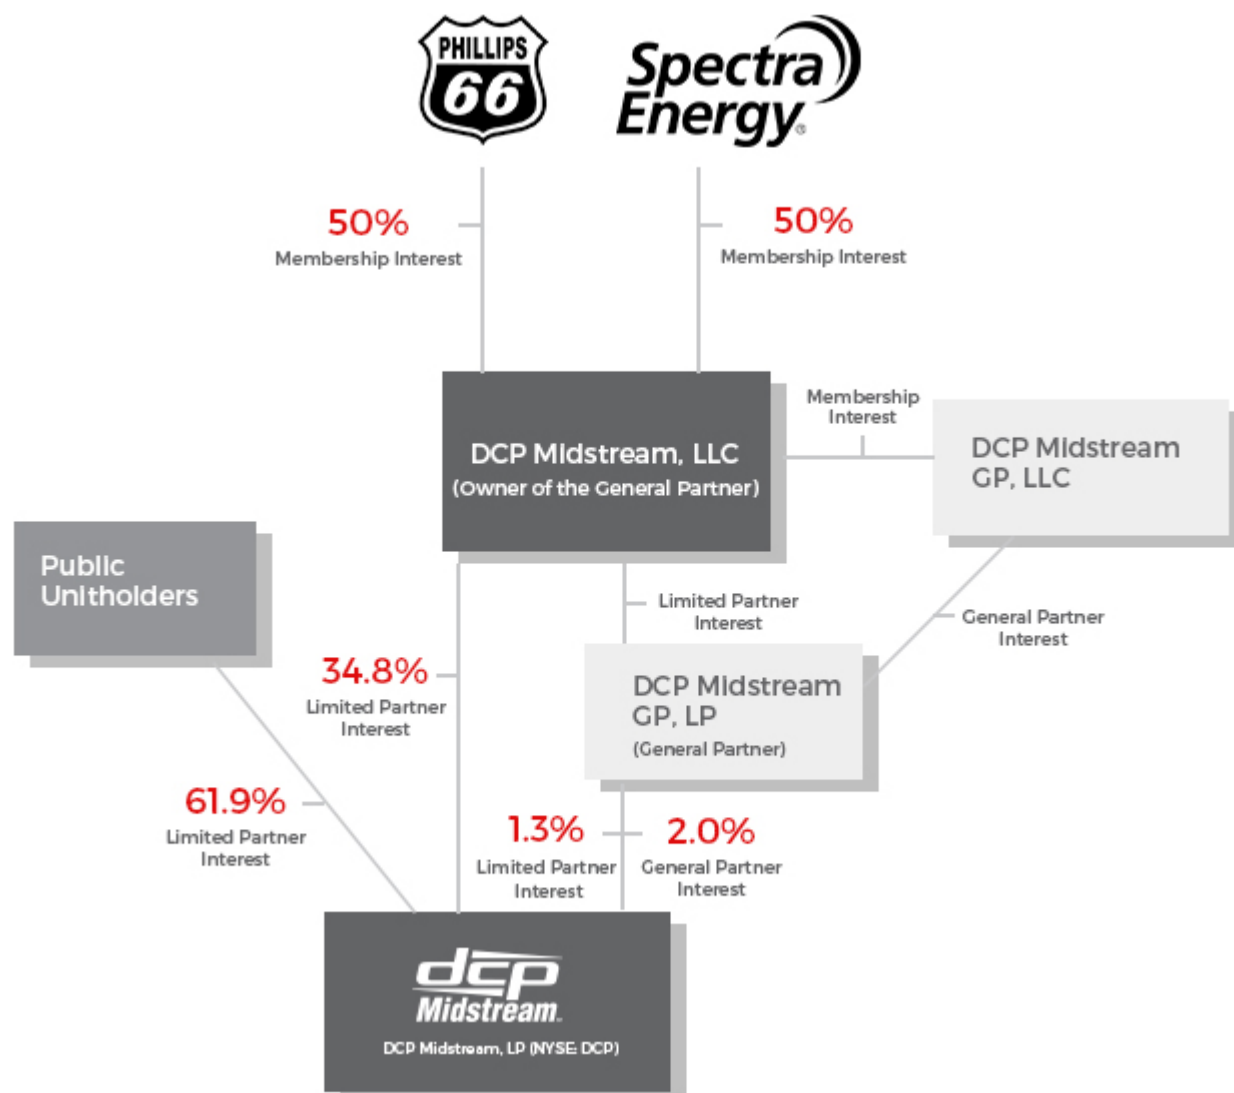 PHILLIPS
66
Spectra
Energy®
50%
Membership Interest
50%
Membership Interest
DCP Midstream, LLC
(Owner of the General Partner)
Membership
Interest
DCP Midstream
GP, LLC
Public
Unitholders
Limited Partner
Interest
General Partner
Interest
34.8%
Limited Partner
Interest
DCP Midstream
GP, LP
(General Partner)
61.9%
Limited Partner
Interest
1.3%
Limited Partner
Interest
2.0%
General Partner
Interest
dcp
Midstream.
DCP Midstream, LP (NYSE: DCP)